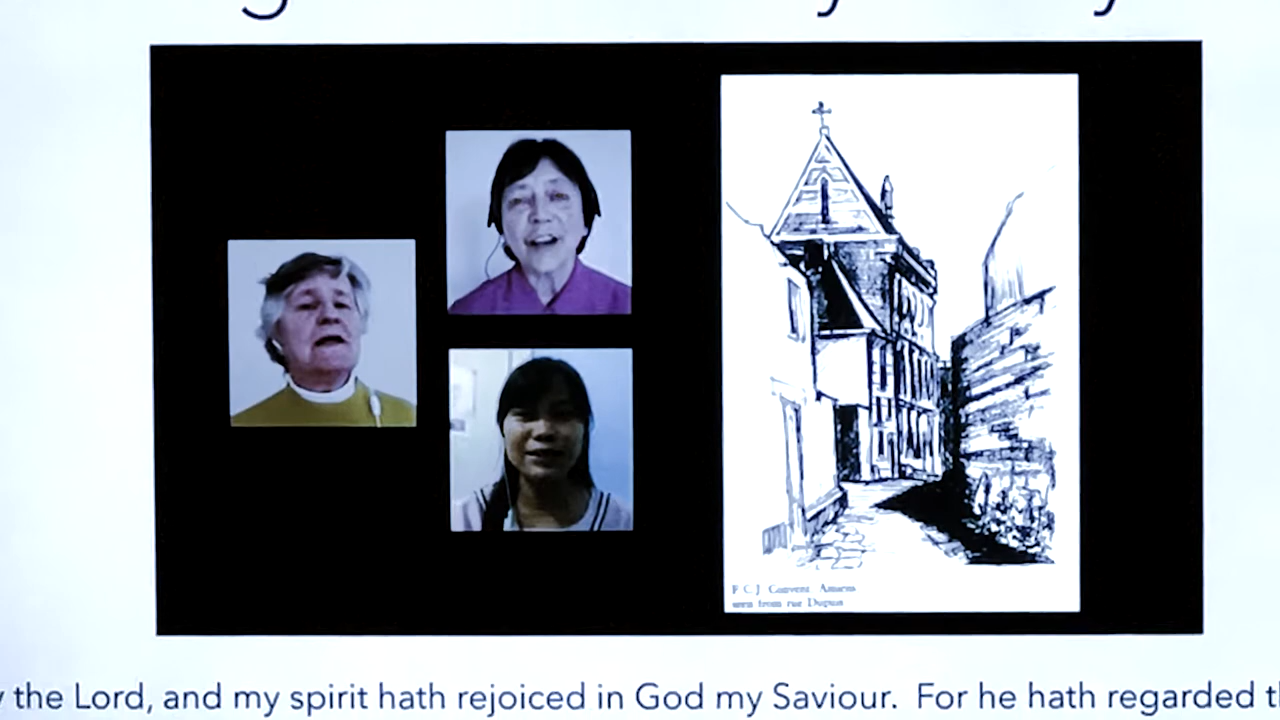 F C J Convent Amiens
seen from rue Dupuis
the Lord, and my spirit hath rejoiced in God my Saviour. For he hath regarded